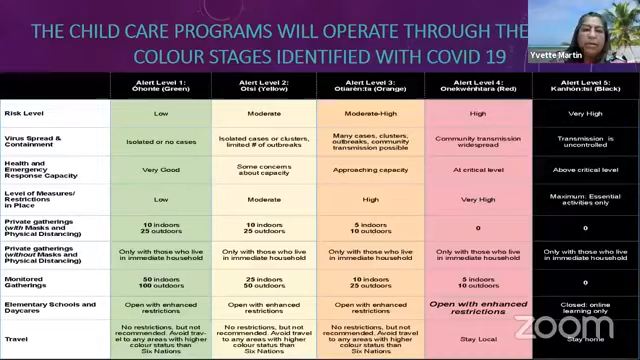 THE CHILD CARE PROGRAMS WILL OPERATE THROUGH THE
COLOUR STAGES IDENTIFIED WITH COVID 19
Yvette Martin
Alert Level 1:
Ohonte (Green)
Alert Level 2:
Otsi (Yellow)
Alert Level 3:
Otiarèn:ta (Orange)
Alert Level 4:
Onekwénhtara (Red)
Alert Level 5:
Kanhón:tsi (Black)
Risk Level
Low
Moderate
Moderate-High
High
Very High
Virus Spread &
Containment
Isolated or no cases
Isolated cases or clusters,
limited # of outbreaks
Many cases, clusters,
outbreaks, community
transmission possible
Community transmission
widespread
Transmission is
uncontrolled
Health and
Emergency
Response Capacity
Very Good
Some concerns
about capacity
Approaching capacity
At critical level
Above critical level
Level of Measures/
Restrictions
in Place
Low
Moderate
High
Very High
Maximum: Essential
activities only
Private gatherings
(with Masks and
Physical Distancing)
10 indoors
25 outdoors
10 indoors
25 outdoors
5 indoors
10 outdoors
0
0
Private gatherings
(without Masks and
Physical Distancing)
Only with those who live
in immediate household
Only with those who live
in immediate household
Only with those who live
in immediate household
Only with those who live
in immediate household
Only with those who live
in immediate household
Monitored
Gatherings
50 indoors
100 outdoors
25 indoors
50 outdoors
10 indoors
25 outdoors
5 indoors
10 outdoors
0
Elementary Schools and
Daycares
Open with enhanced
restrictions
Open with enhanced
restrictions
Open with enhanced
restrictions
Open with enhanced
restrictions
Closed: online
learning only
Travel
No restrictions, but not
recommended. Avoid trav-
el to any areas with higher
colour status than
Six Nations
No restrictions, but not
recommended. Avoid travel
to any areas with higher
colour status than
Six Nations
No restrictions, but not
recommended. Avoid travel
to any areas with higher
colour status than
Six Nations
Stay Local
Stay home
zoom